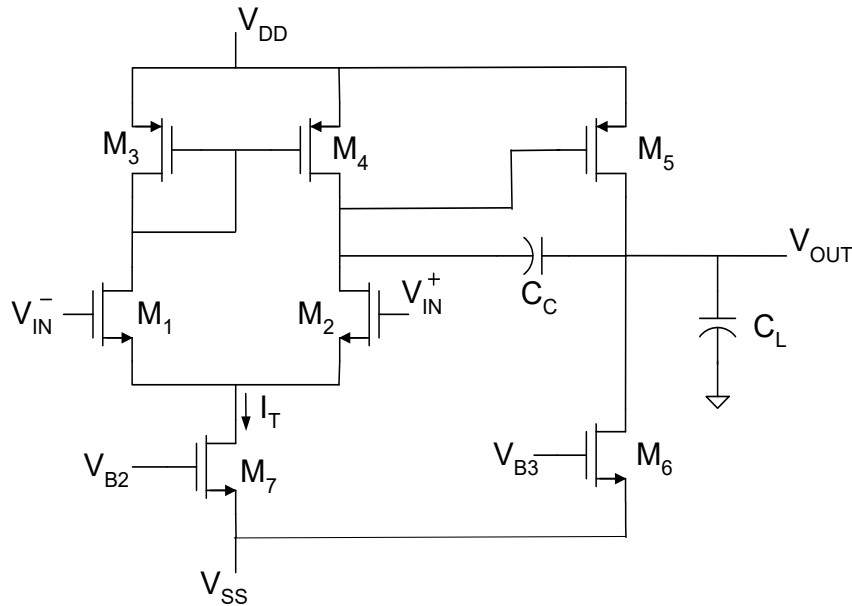 V_DD
M_3
M_4
M_5
V_IN^-
M_1
M_2
V_IN^+
C_C
V_OUT
C_L
I_T
V_B2
M_7
V_B3
M_6
V_SS